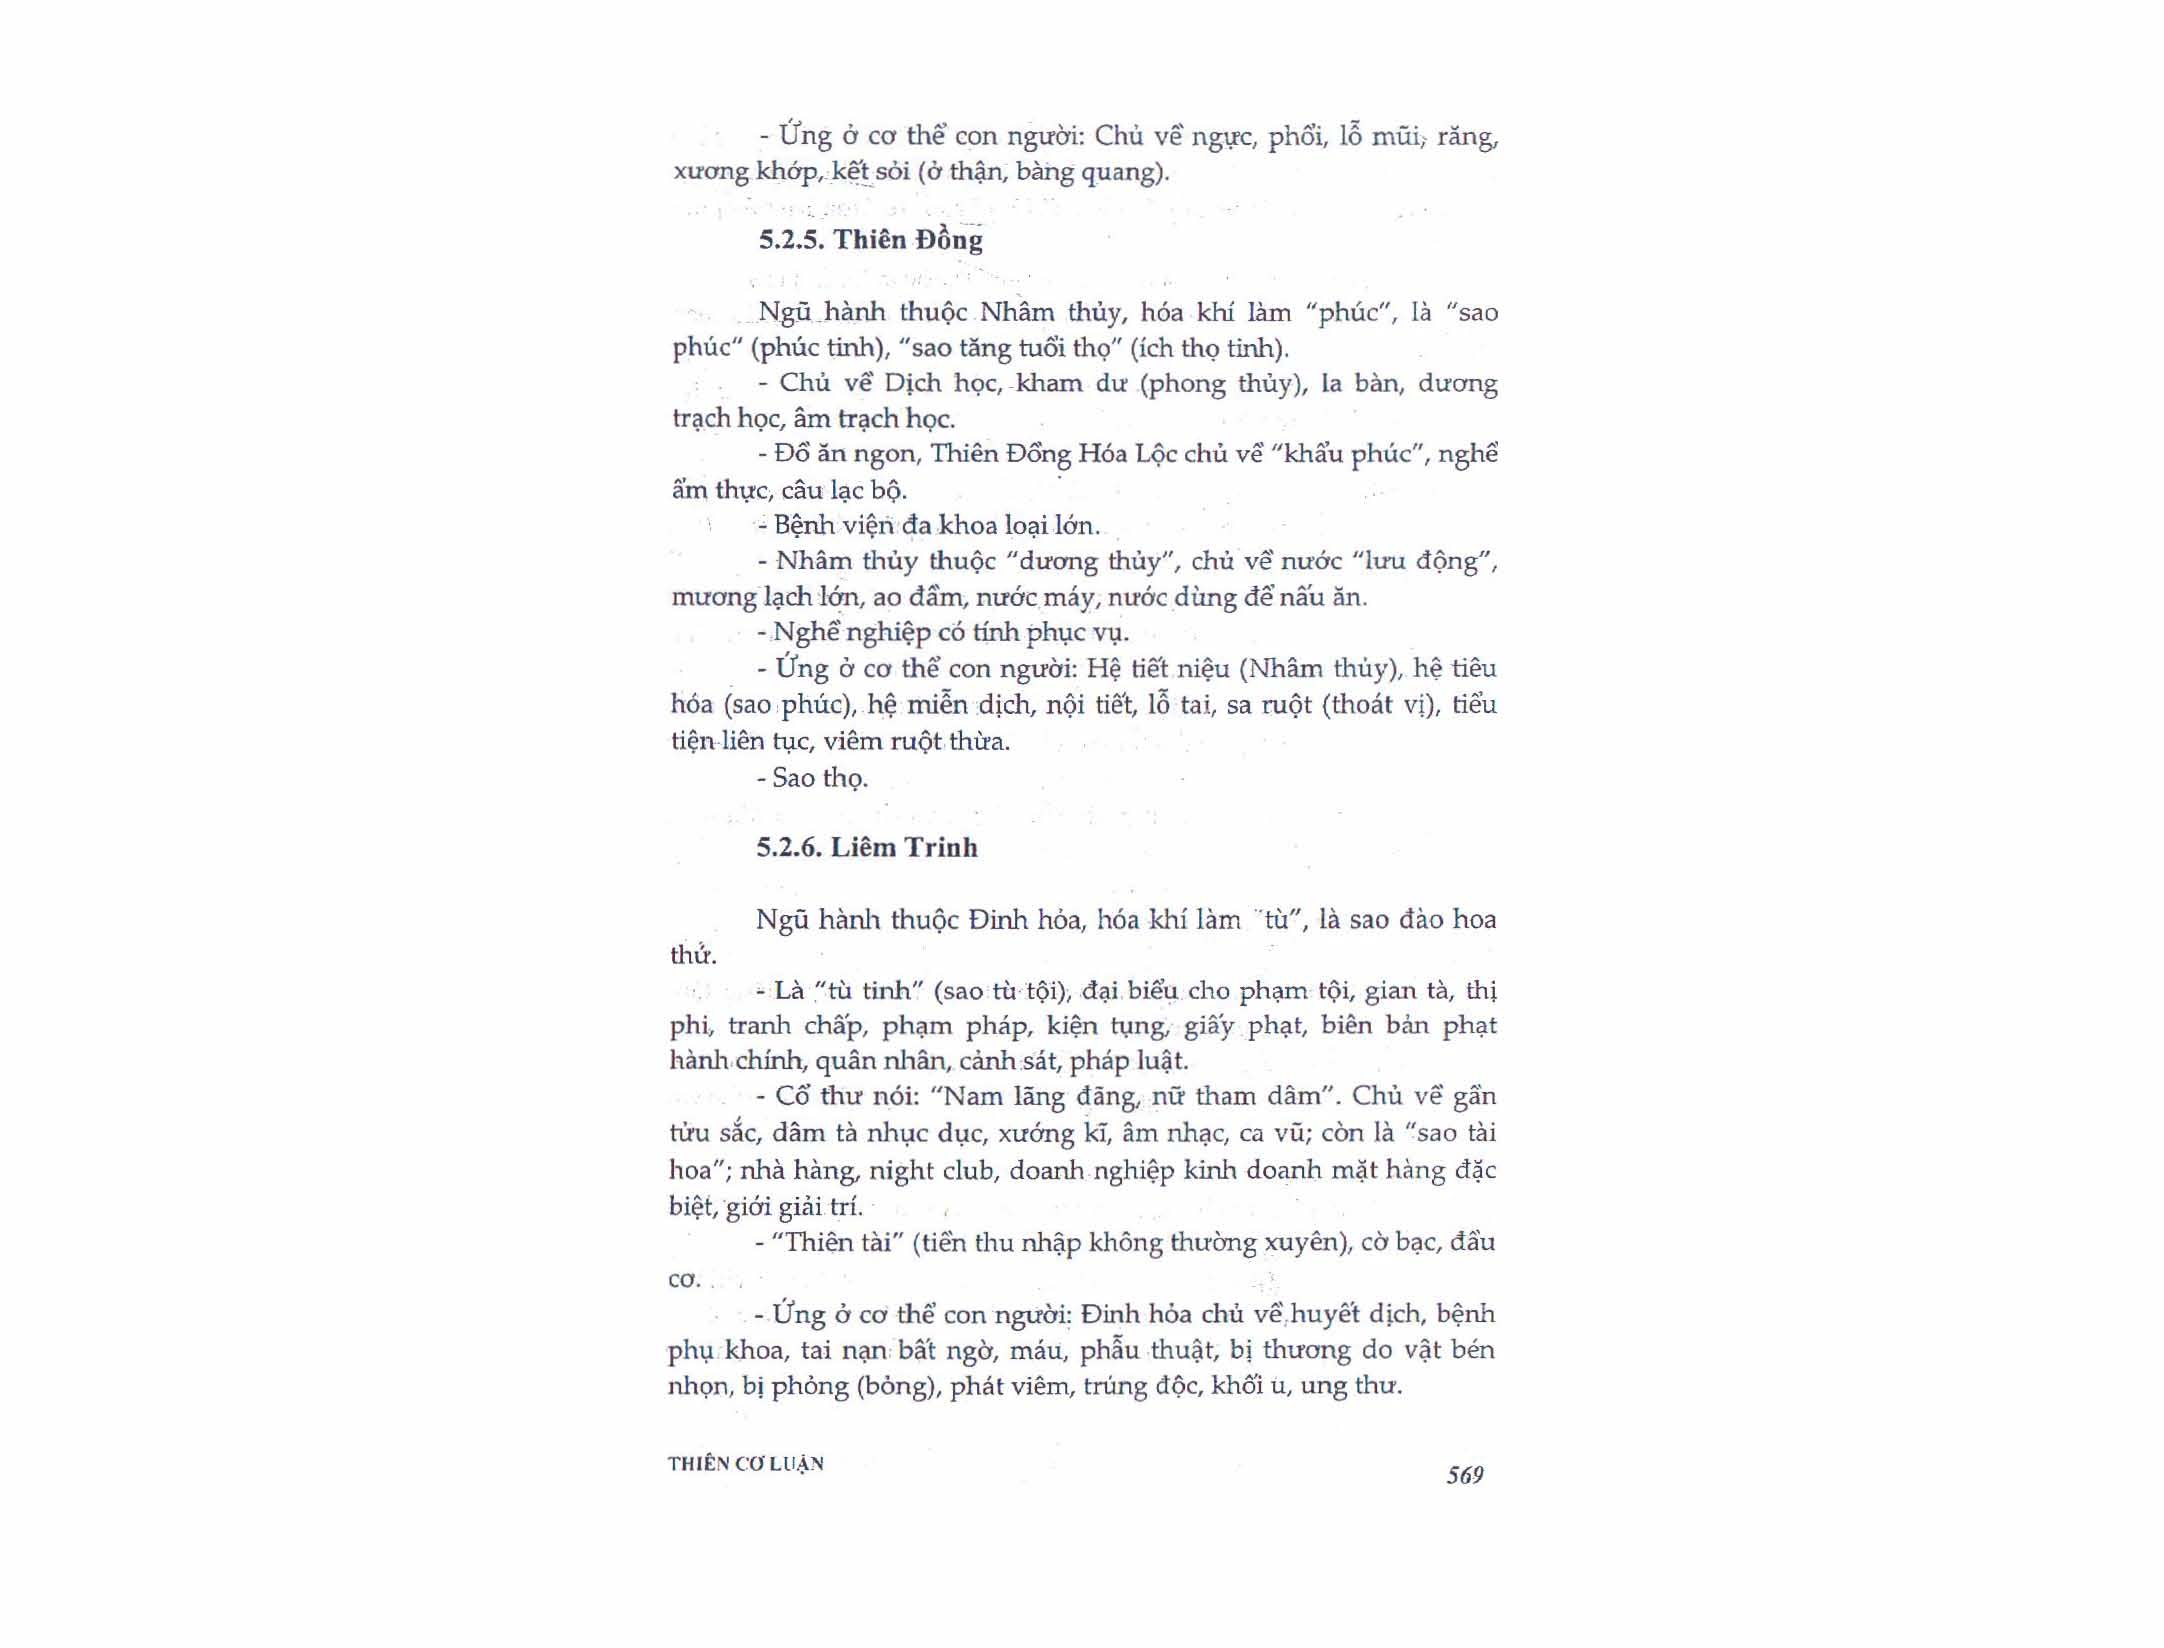 - Ứng ở cơ thể con người: Chủ về ngực, phổi, lỗ mũi, răng,
xương khớp, kết sỏi (ở thận, bàng quang).
5.2.5. Thiên Đồng
Ngũ hành thuộc Nhâm thủy, hóa khí làm "phúc", là "sao
phúc" (phúc tinh), "sao tăng tuổi thọ" (ích thọ tinh).
- Chủ về Dịch học, kham dư (phong thủy), la bàn, dương
trạch học, âm trạch học.
- Đồ ăn ngon, Thiên Đồng Hóa Lộc chủ về "khẩu phúc", nghề
ẩm thực, câu lạc bộ.
- Bệnh viện đa khoa loại lớn.
- Nhâm thủy thuộc "dương thủy", chủ về nước "lưu động",
mương lạch lớn, ao đầm, nước máy, nước dùng để nấu ăn.
- Nghề nghiệp có tính phục vụ.
- Ứng ở cơ thể con người: Hệ tiết niệu (Nhâm thủy), hệ tiêu
hóa (sao phúc), hệ miễn dịch, nội tiết, lỗ tai, sa ruột (thoát vị), tiểu
tiện liên tục, viêm ruột thừa.
- Sao thọ.
5.2.6. Liêm Trinh
Ngũ hành thuộc Đinh hỏa, hóa khí làm "tù", là sao đào hoa
thứ.
- Là "tù tinh" (sao tù tội), đại biểu cho phạm tội, gian tà, thị
phi, tranh chấp, phạm pháp, kiện tụng, giấy phạt, biên bản phạt
hành chính, quân nhân, cảnh sát, pháp luật.
- Cổ thư nói: "Nam lãng đãng, nữ tham dâm". Chủ về gần
tửu sắc, dâm tà nhục dục, xướng kĩ, âm nhạc, ca vũ; còn là "sao tài
hoa"; nhà hàng, night club, doanh nghiệp kinh doanh mặt hàng đặc
biệt, giới giải trí.
- "Thiên tài" (tiền thu nhập không thường xuyên), cờ bạc, đầu
cơ.
- Ứng ở cơ thể con người: Đinh hỏa chủ về huyết dịch, bệnh
phụ khoa, tai nạn bất ngờ, máu, phẫu thuật, bị thương do vật bén
nhọn, bị phỏng (bỏng), phát viêm, trúng độc, khối u, ung thư.
THIÊN CƠ LUẬN
569